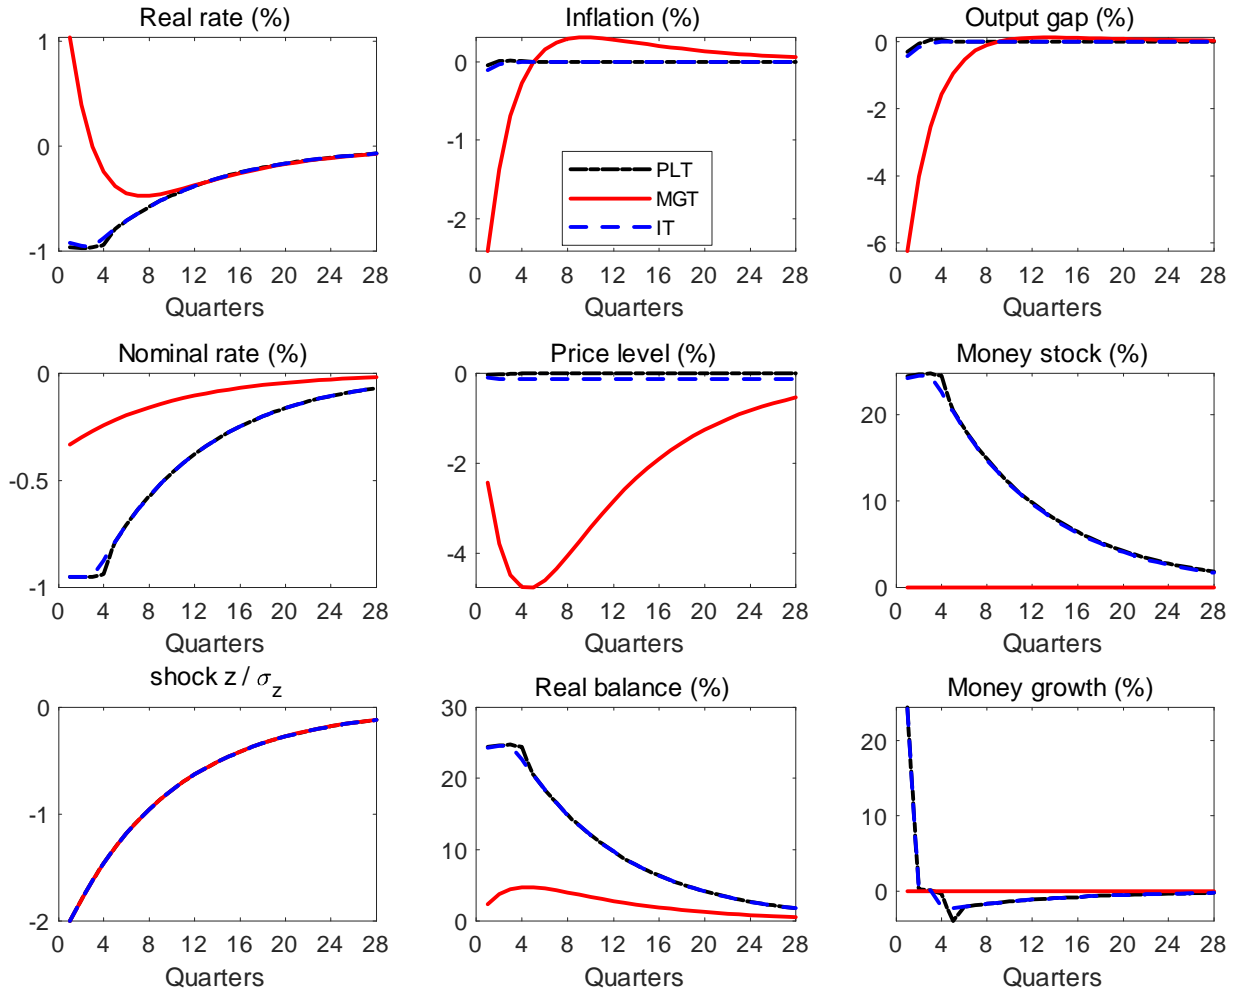 Real rate (%)
Inflation (%)
Output gap (%)
1
0
-1
0 4 8 12 16 20 24 28
Quarters
0
-1
-2
PLT
MGT
IT
0 4 8 12 16 20 24 28
Quarters
0
-2
-4
-6
0 4 8 12 16 20 24 28
Quarters
Nominal rate (%)
Price level (%)
Money stock (%)
0
-0.5
-1
0 4 8 12 16 20 24 28
Quarters
0
-2
-4
0 4 8 12 16 20 24 28
Quarters
20
10
0
0 4 8 12 16 20 24 28
Quarters
shock z / σ_z
Real balance (%)
Money growth (%)
0
-1
-2
0 4 8 12 16 20 24 28
Quarters
30
20
10
0
0 4 8 12 16 20 24 28
Quarters
20
10
0
0 4 8 12 16 20 24 28
Quarters